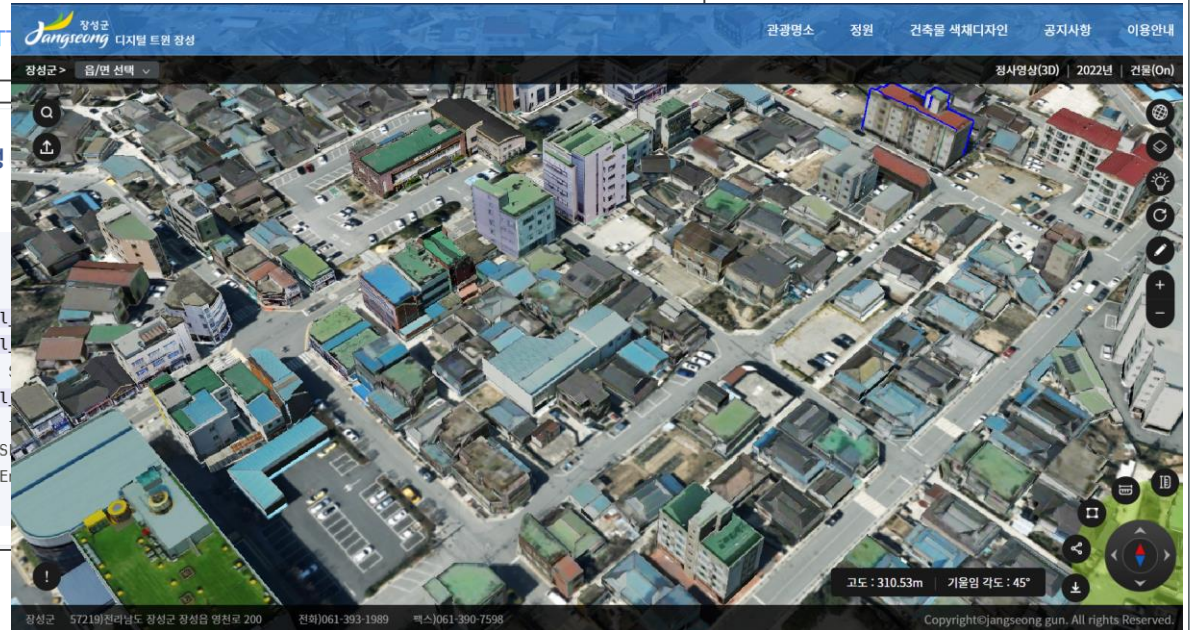 장성군
Jangseong 디지털 트윈 장성
관광명소 정원 건축물 색채디자인 공지사항 이용안내
장성군 > 읍/면 선택
정사영상(3D) | 2022년 | 건물(On)
고도 : 310.53m | 기울임 각도 : 45°
장성군 57219)전라남도 장성군 장성읍 영천로 200 전화)061-393-1989 팩스)061-390-7598
Copyright©jangseong gun. All rights Reserved.